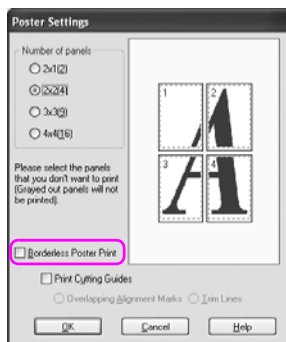 Poster Settings
Number of panels
2x1(2)
2x2(4)
3x3(9)
4x4(16)
Please select the panels
that you don't want to print
(Grayed out panels will not
be printed).
1 2
3 4
A
Borderless Poster Print
Print Cutting Guides
Overlapping Alignment Marks Trim Lines
OK Cancel Help